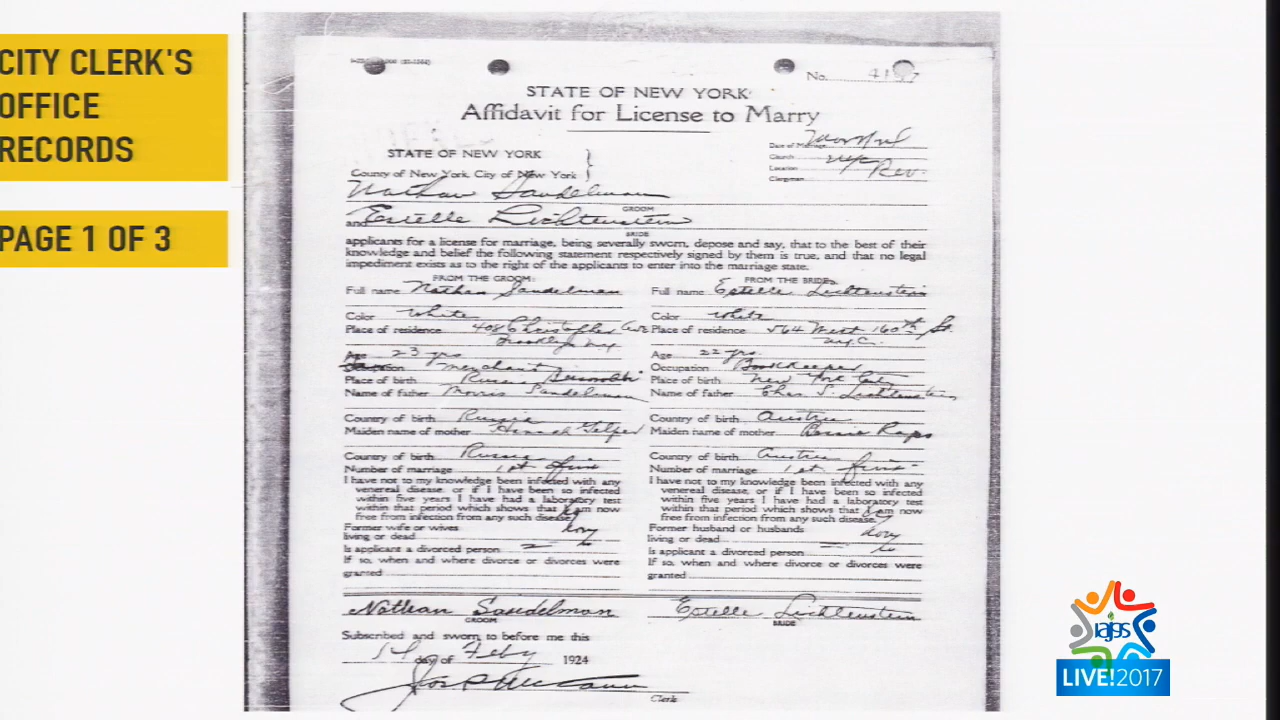 CITY CLERK'S
OFFICE
RECORDS
PAGE 1 OF 3
No.
STATE OF NEW YORK
Affidavit for License to Marry
STATE OF NEW YORK
County of New York, City of New York
Date of Marriage
Church
Location
Clergyman Rev.
Nathan Sandelman
GROOM
and Estelle Lichtenstein
BRIDE
applicants for a license for marriage, being severally sworn, depose and say, that to the best of their
knowledge and belief the following statement respectively signed by them is true, and that no legal
impediment exists as to the right of the applicants to enter into the marriage state.
FROM THE GROOM:
Full name Nathan Sandelman
Color White
Place of residence 408 Christopher Ave
Brooklyn N.Y.
Age 23 yrs
Occupation merchant
Place of birth Russia
Name of father Morris Sandelman
Country of birth Russia
Maiden name of mother Hannah Gelper
Country of birth Russia
Number of marriage 1st
I have not to my knowledge been infected with any
venereal disease, or if I have been so infected
within five years I have had a laboratory test
within that period which shows that I am now
free from infection from any such disease.
Former wife or wives
living or dead
Is applicant a divorced person
If so, when and where divorce or divorces were
granted
FROM THE BRIDE:
Full name Estelle Lichtenstein
Color White
Place of residence 564 West 160th St.
N.Y.C.
Age 22 yrs
Occupation Bookkeeper
Place of birth New York City
Name of father Chas S. Lichtenstein
Country of birth Austria
Maiden name of mother Bessie Raps
Country of birth Austria
Number of marriage 1st
I have not to my knowledge been infected with any
venereal disease, or if I have been so infected
within five years I have had a laboratory test
within that period which shows that I am now
free from infection from any such disease.
Former husband or husbands
living or dead
Is applicant a divorced person
If so, when and where divorce or divorces were
granted
Nathan Sandelman
GROOM
Estelle Lichtenstein
BRIDE
Subscribed and sworn to before me this
14 day of Feby 1924
Clerk
iajgs
LIVE!2017